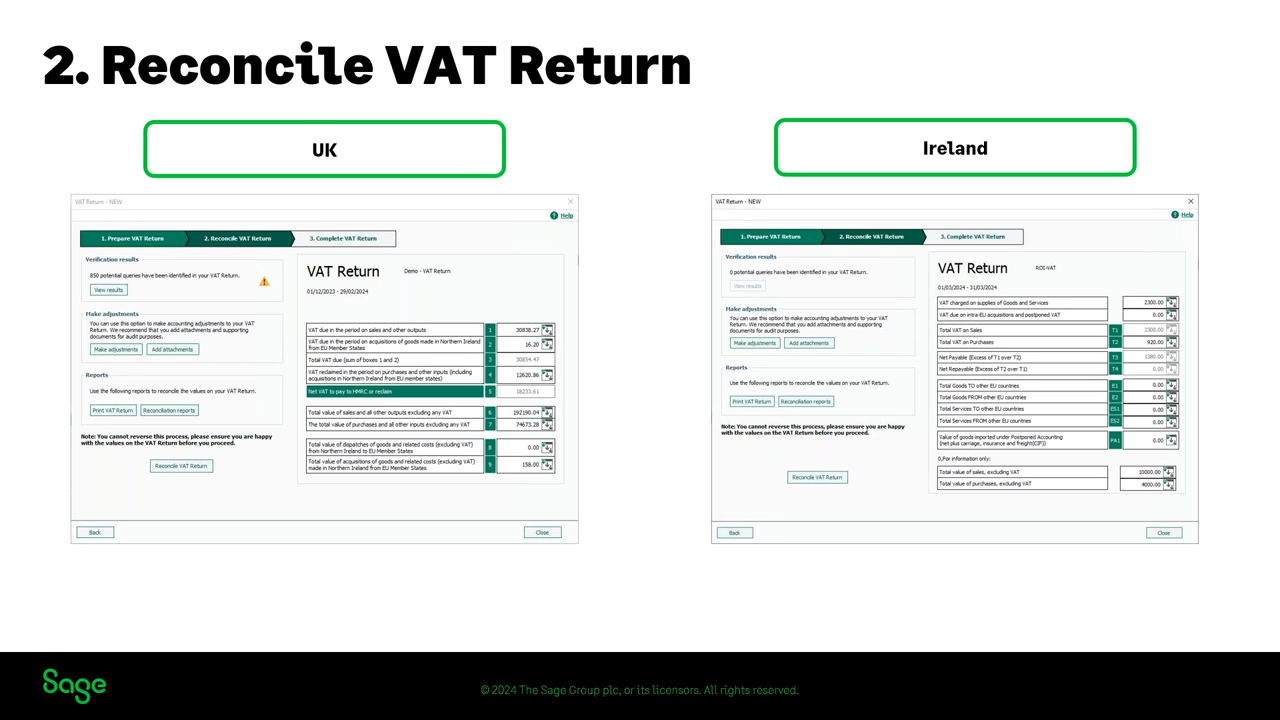 2. Reconcile VAT Return
UK
VAT Return - NEW
Help
1. Prepare VAT Return
2. Reconcile VAT Return
3. Complete VAT Return
Verification results
850 potential queries have been identified in your VAT Return.
View results
Make adjustments
You can use this option to make accounting adjustments to your VAT
Return. We recommend that you add attachments and supporting
documents for audit purposes.
Make adjustments
Add attachments
Reports
Use the following reports to reconcile the values on your VAT Return.
Print VAT Return
Reconciliation reports
Note: You cannot reverse this process, please ensure you are happy
with the values on the VAT Return before you proceed.
Reconcile VAT Return
VAT Return
Demo - VAT Return
01/12/2023 - 29/02/2024
VAT due in the period on sales and other outputs 1 30838.27
VAT due in the period on acquisitions of goods made in Northern Ireland
from EU Member States 2 16.20
Total VAT due (sum of boxes 1 and 2) 3 30854.47
VAT reclaimed in the period on purchases and other inputs (including
acquisitions in Northern Ireland from EU member states) 4 12620.86
Net VAT to pay to HMRC or reclaim 5 18233.61
Total value of sales and all other outputs excluding any VAT 6 192190.04
The total value of purchases and all other inputs excluding any VAT 7 74673.28
Total value of dispatches of goods and related costs (excluding VAT)
from Northern Ireland to EU Member States 8 0.00
Total value of acquisitions of goods and related costs (excluding VAT)
made in Northern Ireland from EU Member States 9 158.00
Back
Close
Ireland
VAT Return - NEW
Help
1. Prepare VAT Return
2. Reconcile VAT Return
3. Complete VAT Return
Verification results
0 potential queries have been identified in your VAT Return.
View results
Make adjustments
You can use this option to make accounting adjustments to your VAT
Return. We recommend that you add attachments and supporting
documents for audit purposes.
Make adjustments
Add attachments
Reports
Use the following reports to reconcile the values on your VAT Return.
Print VAT Return
Reconciliation reports
Note: You cannot reverse this process, please ensure you are happy
with the values on the VAT Return before you proceed.
Reconcile VAT Return
VAT Return
ROI-VAT
01/03/2024 - 31/03/2024
VAT charged on supplies of Goods and Services 2300.00
VAT due on intra-EU acquisitions and postponed VAT 0.00
Total VAT on Sales T1 2300.00
Total VAT on Purchases T2 920.00
Net Payable (Excess of T1 over T2) T3 1380.00
Net Repayable (Excess of T2 over T1) T4 0.00
Total Goods TO other EU countries E1 0.00
Total Goods FROM other EU countries E2 0.00
Total Services TO other EU countries ES1 0.00
Total Services FROM other EU countries ES2 0.00
Value of goods imported under Postponed Accounting
(net plus carriage, insurance and freight(CIF)) PA1 0.00
0,For information only:
Total value of sales, excluding VAT 10000.00
Total value of purchases, excluding VAT 4000.00
Back
Close
Sage
© 2024 The Sage Group plc, or its licensors. All rights reserved.